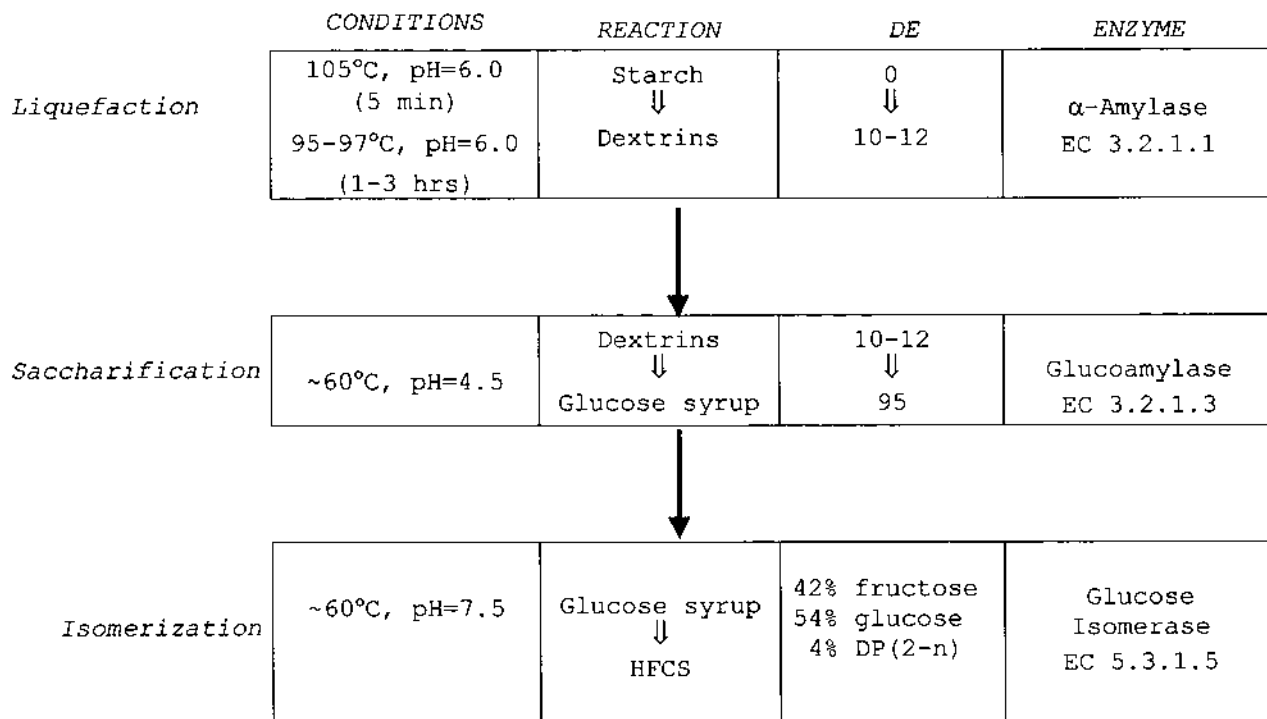 CONDITIONS REACTION DE ENZYME
Liquefaction
105°C, pH=6.0
(5 min)
95-97°C, pH=6.0
(1-3 hrs)
Starch
⇓
Dextrins
0
⇓
10-12
α-Amylase
EC 3.2.1.1
Saccharification
~60°C, pH=4.5
Dextrins
⇓
Glucose syrup
10-12
⇓
95
Glucoamylase
EC 3.2.1.3
Isomerization
~60°C, pH=7.5
Glucose syrup
⇓
HFCS
42% fructose
54% glucose
4% DP(2-n)
Glucose
Isomerase
EC 5.3.1.5